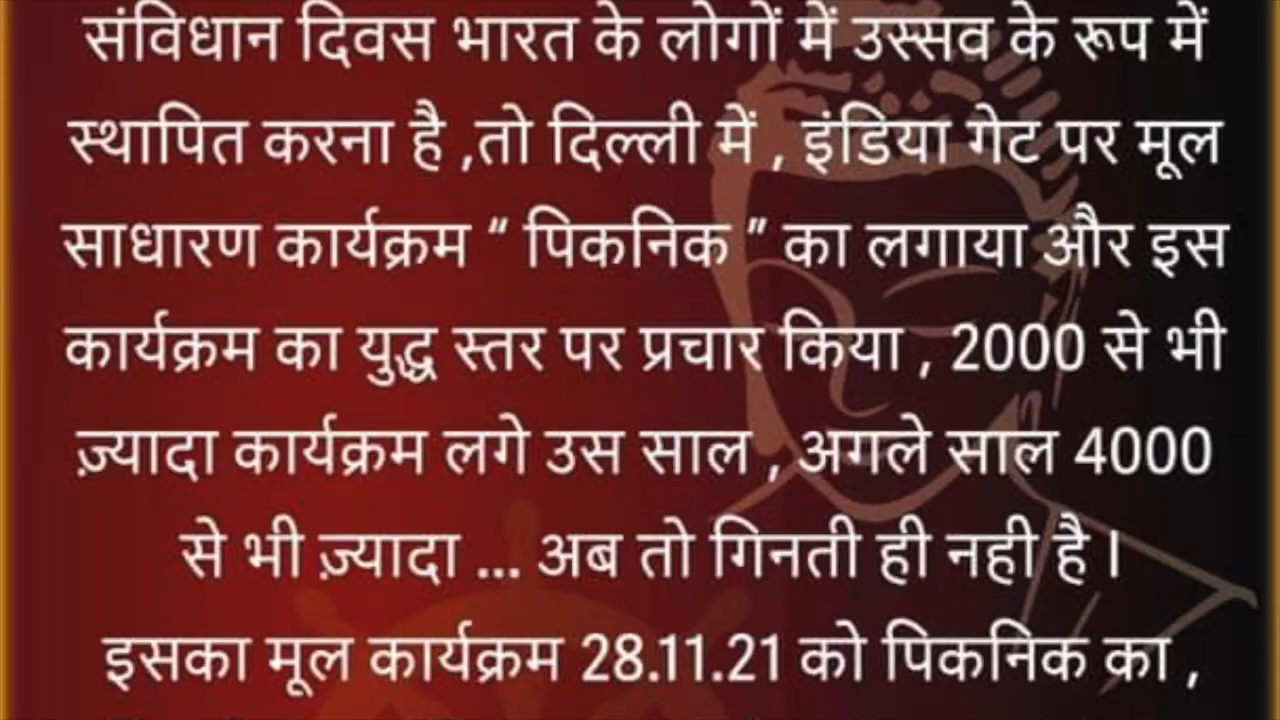 संविधान दिवस भारत के लोगों में उस्सव के रूप में
स्थापित करना है ,तो दिल्ली में , इंडिया गेट पर मूल
साधारण कार्यक्रम “ पिकनिक ” का लगाया और इस
कार्यक्रम का युद्ध स्तर पर प्रचार किया , 2000 से भी
ज़्यादा कार्यक्रम लगे उस साल , अगले साल 4000
से भी ज़्यादा ... अब तो गिनती ही नही है ।
इसका मूल कार्यक्रम 28.11.21 को पिकनिक का ,